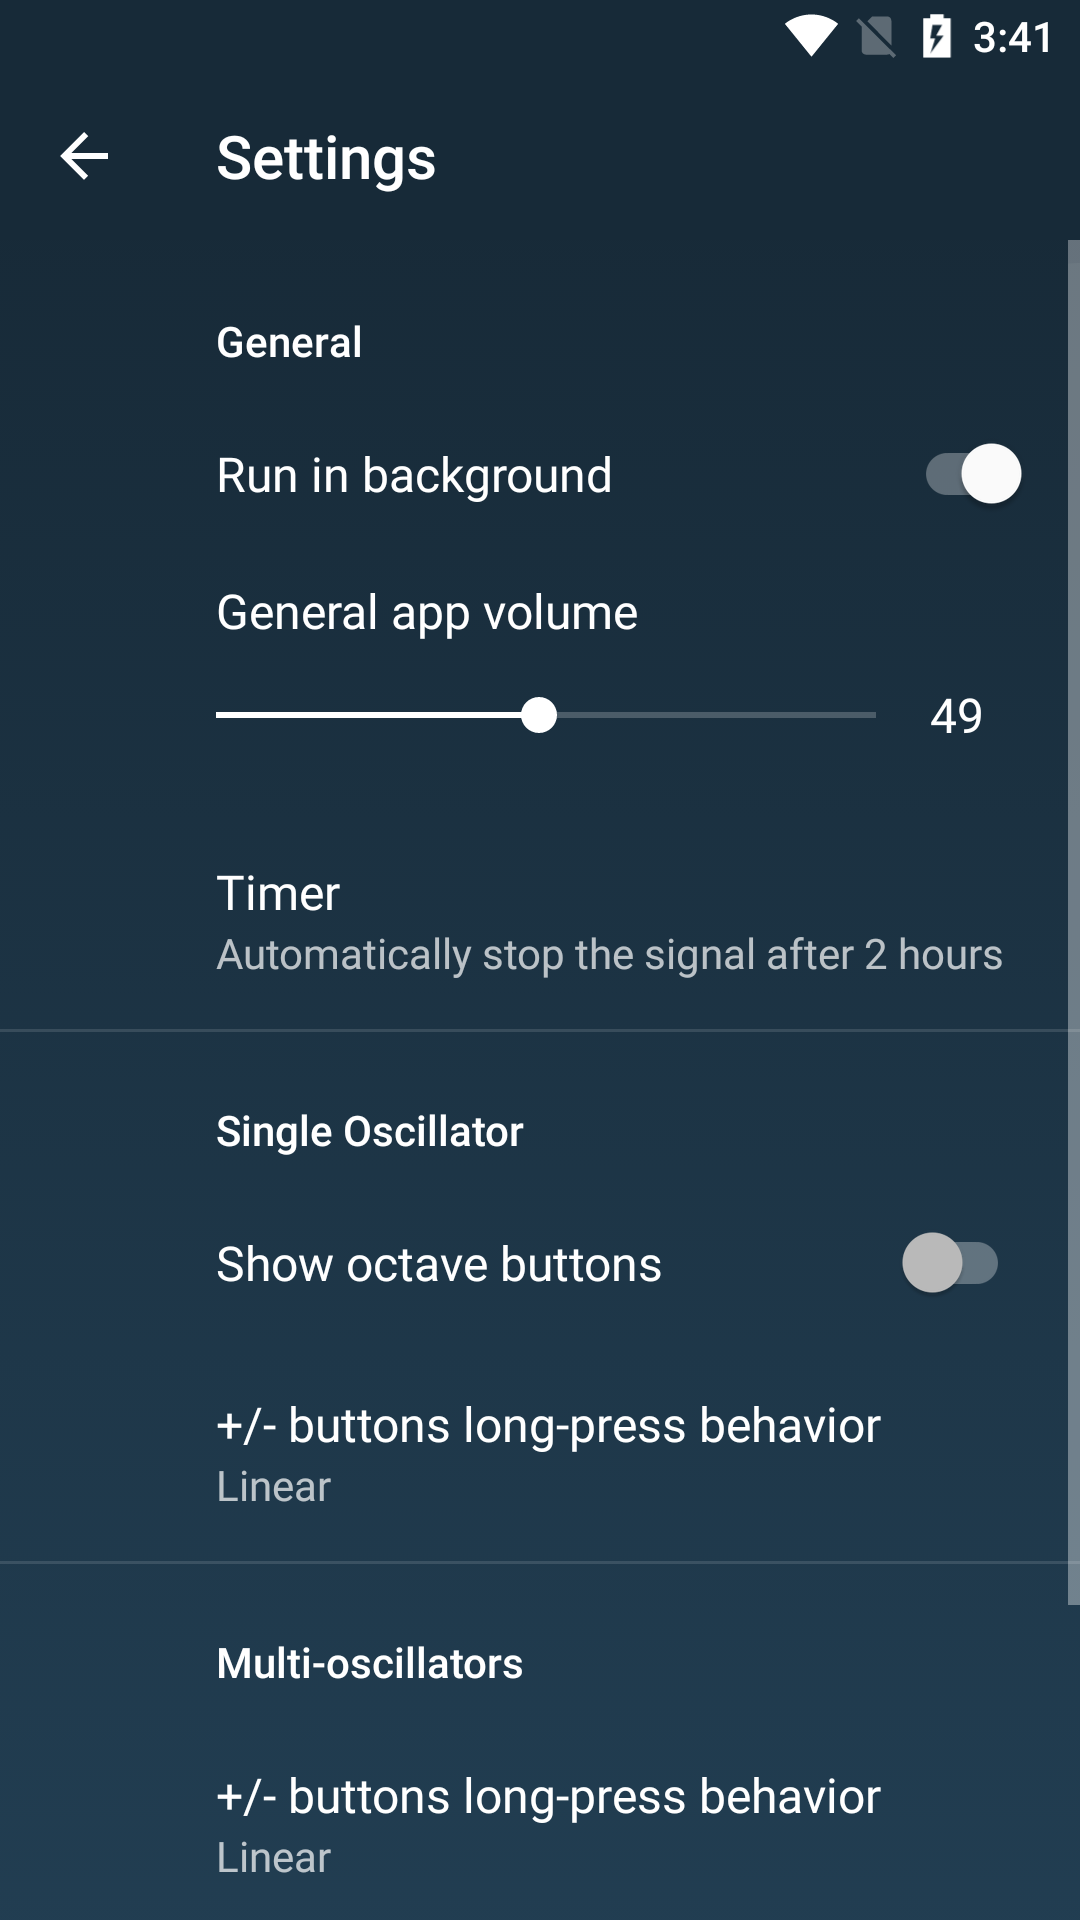 3:41
Settings
General
Run in background
General app volume
49
Timer
Automatically stop the signal after 2 hours
Single Oscillator
Show octave buttons
+/- buttons long-press behavior
Linear
Multi-oscillators
+/- buttons long-press behavior
Linear